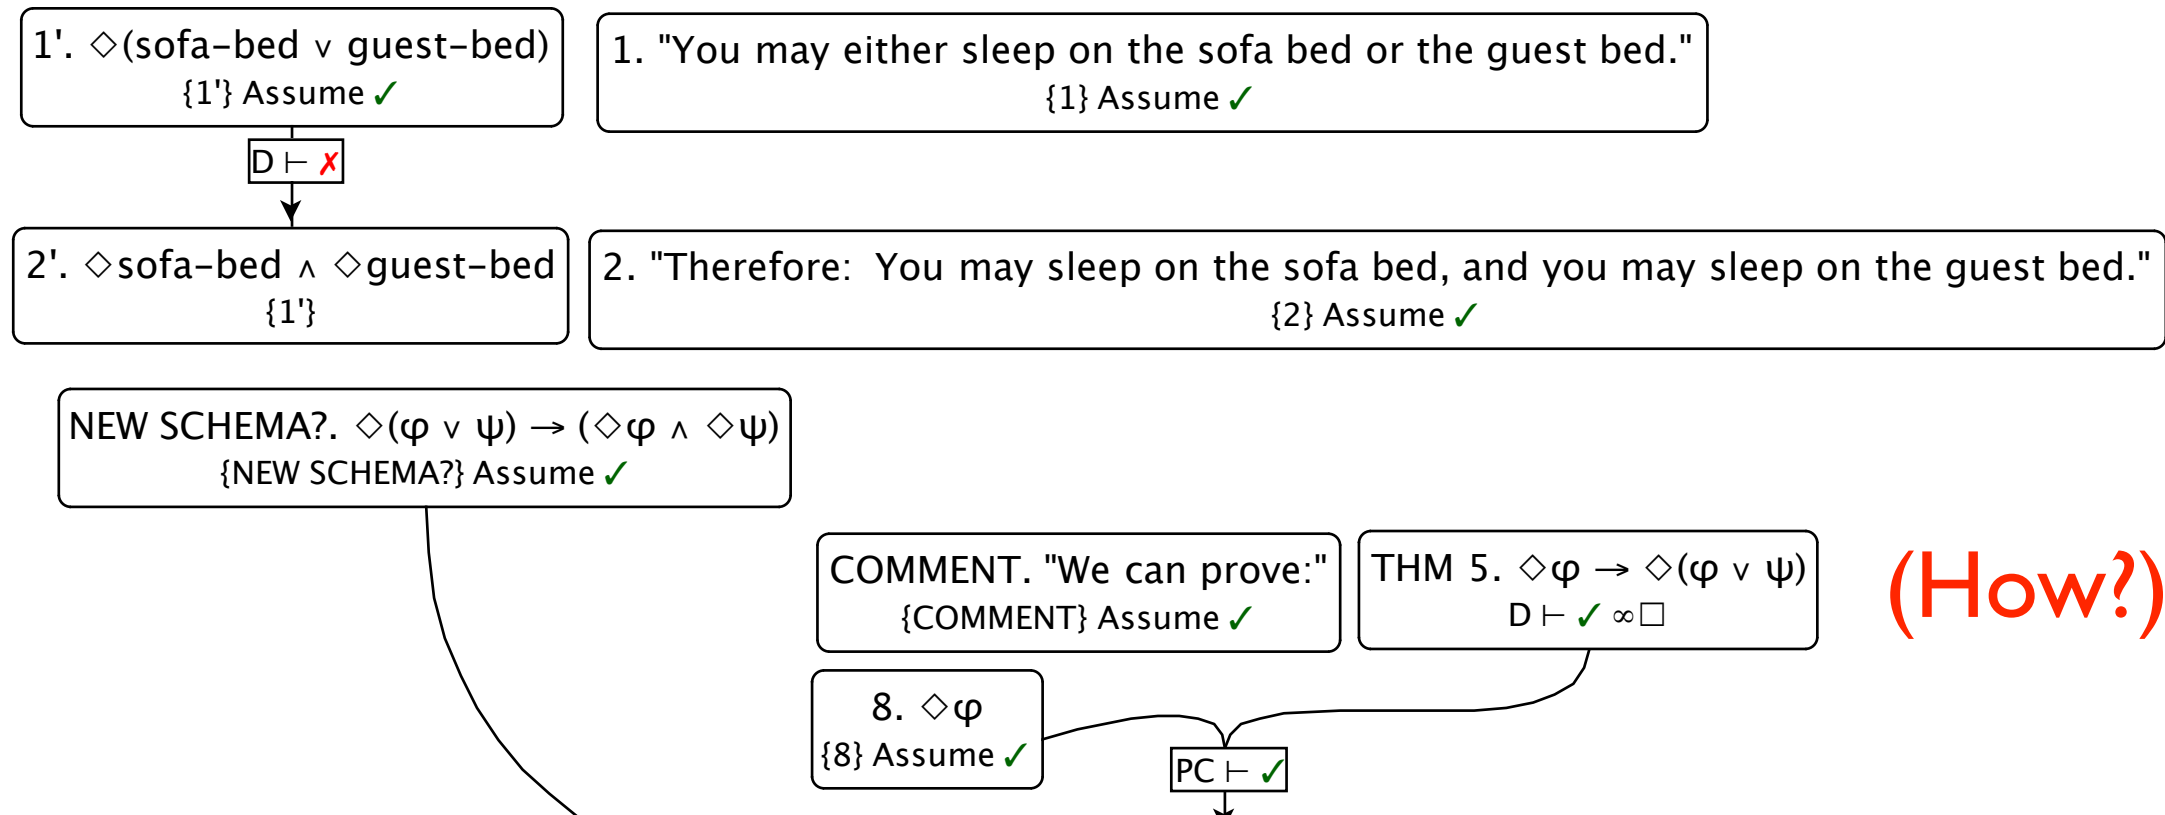 1'. ◇(sofa-bed ∨ guest-bed)
{1'} Assume ✓
1. "You may either sleep on the sofa bed or the guest bed."
{1} Assume ✓
D ⊢ ✗
2'. ◇sofa-bed ∧ ◇guest-bed
{1'}
2. "Therefore:  You may sleep on the sofa bed, and you may sleep on the guest bed."
{2} Assume ✓
NEW SCHEMA?. ◇(φ ∨ ψ) → (◇φ ∧ ◇ψ)
{NEW SCHEMA?} Assume ✓
COMMENT. "We can prove:"
{COMMENT} Assume ✓
THM 5. ◇φ → ◇(φ ∨ ψ)
D ⊢ ✓ ∞□
(How?)
8. ◇φ
{8} Assume ✓
PC ⊢ ✓